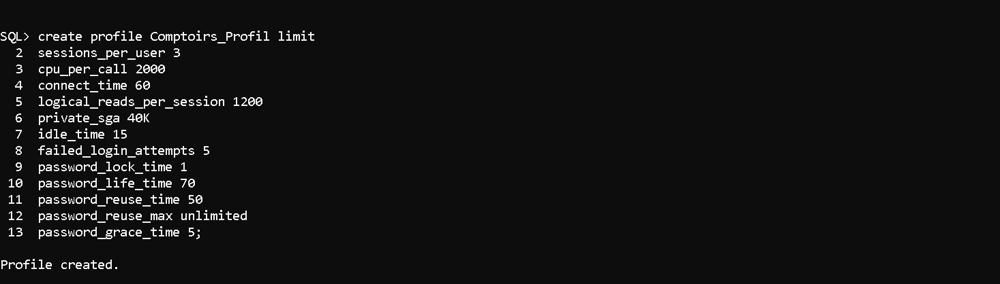 SQL> create profile Comptoirs_Profil limit
  2  sessions_per_user 3
  3  cpu_per_call 2000
  4  connect_time 60
  5  logical_reads_per_session 1200
  6  private_sga 40K
  7  idle_time 15
  8  failed_login_attempts 5
  9  password_lock_time 1
 10  password_life_time 70
 11  password_reuse_time 50
 12  password_reuse_max unlimited
 13  password_grace_time 5;
Profile created.